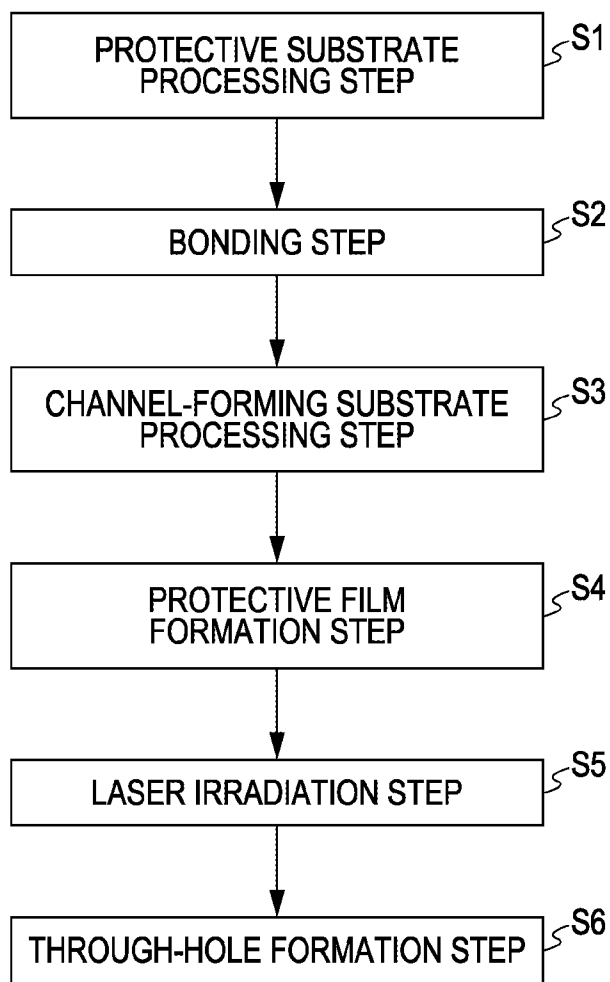 PROTECTIVE SUBSTRATE
PROCESSING STEP
S1
BONDING STEP
S2
CHANNEL-FORMING SUBSTRATE
PROCESSING STEP
S3
PROTECTIVE FILM
FORMATION STEP
S4
LASER IRRADIATION STEP
S5
THROUGH-HOLE FORMATION STEP
S6